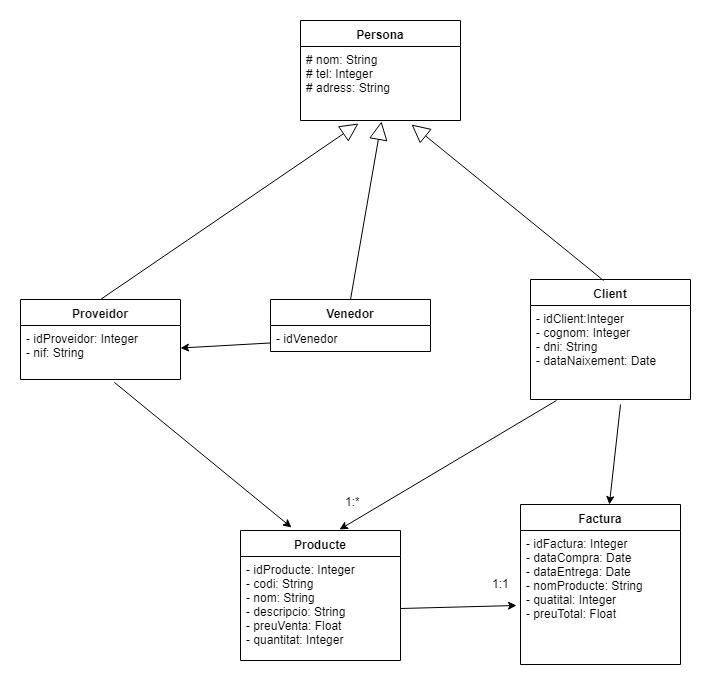 Persona
# nom: String
# tel: Integer
# adress: String
Proveidor
- idProveidor: Integer
- nif: String
Venedor
- idVenedor
Client
- idClient:Integer
- cognom: Integer
- dni: String
- dataNaixement: Date
1:*
Producte
- idProducte: Integer
- codi: String
- nom: String
- descripcio: String
- preuVenta: Float
- quantitat: Integer
1:1
Factura
- idFactura: Integer
- dataCompra: Date
- dataEntrega: Date
- nomProducte: String
- quatital: Integer
- preuTotal: Float